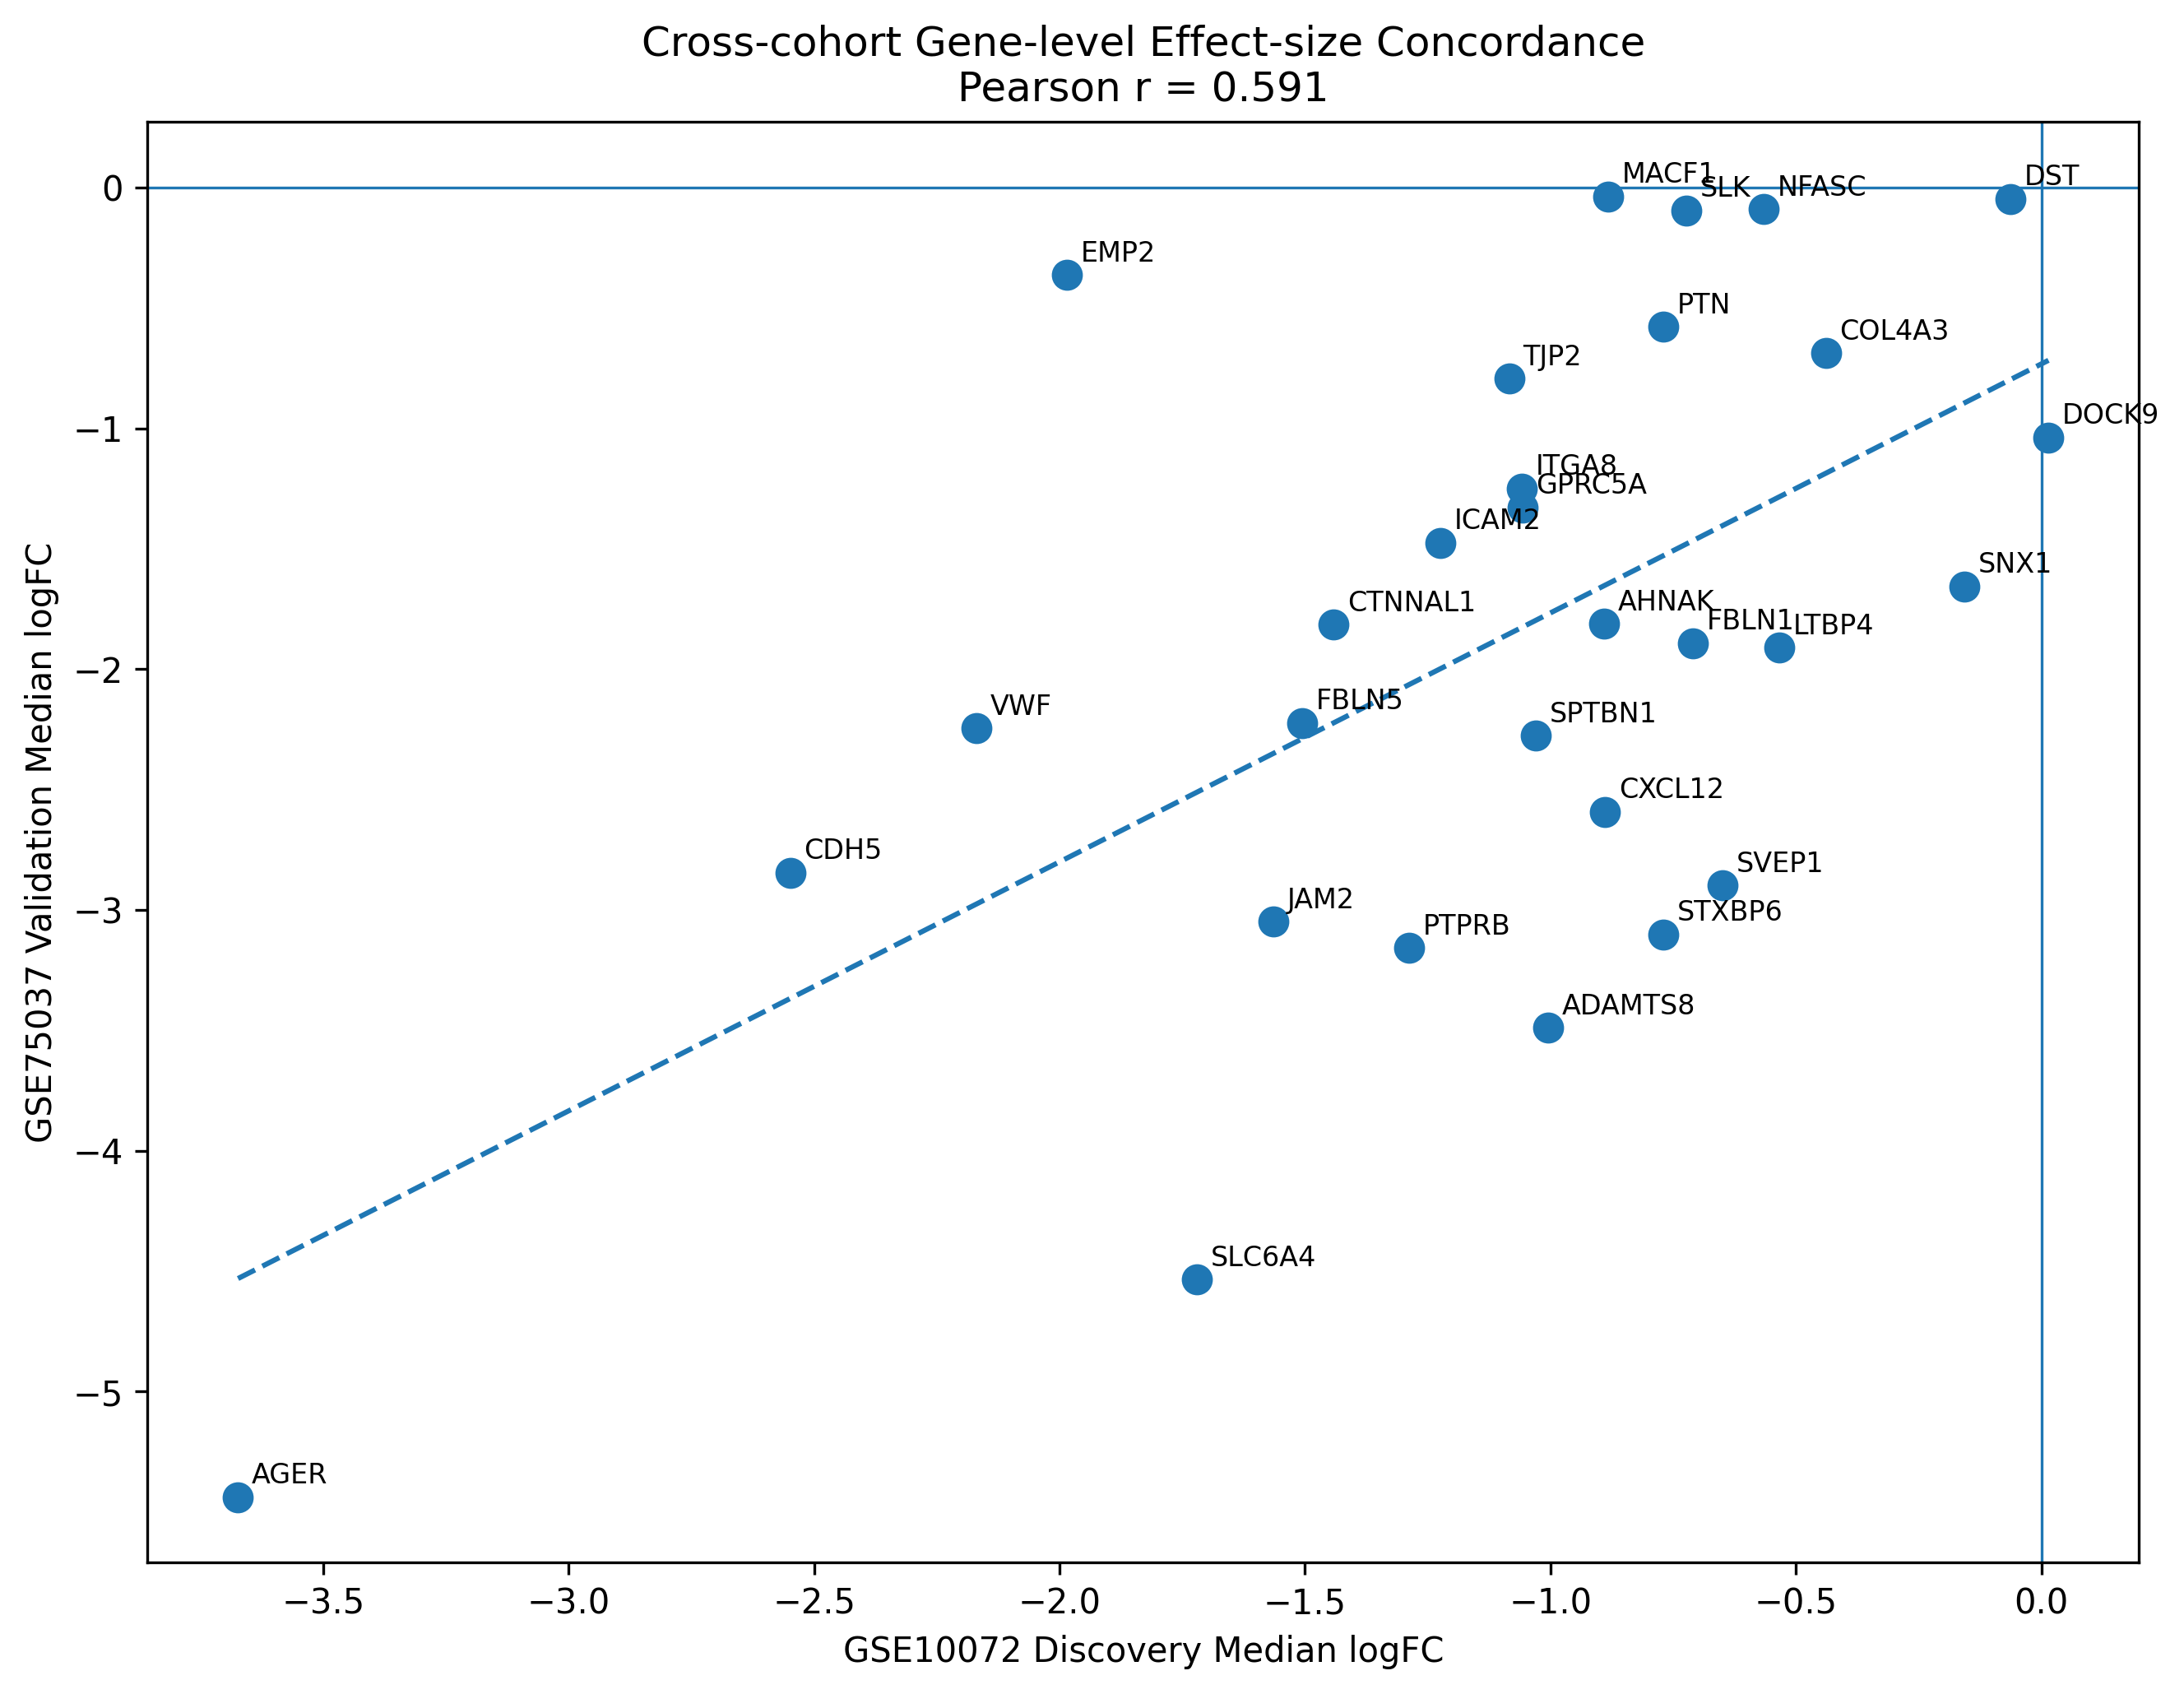 Cross-cohort Gene-level Effect-size Concordance
Pearson r = 0.591
GSE75037 Validation Median logFC
0
−1
−2
−3
−4
−5
MACF1
SLK
NFASC
DST
EMP2
PTN
COL4A3
TJP2
DOCK9
ITGA8
GPRC5A
ICAM2
SNX1
CTNNAL1
AHNAK
FBLN1
LTBP4
VWF
FBLN5
SPTBN1
CXCL12
CDH5
SVEP1
JAM2
STXBP6
PTPRB
ADAMTS8
SLC6A4
AGER
−3.5
−3.0
−2.5
−2.0
−1.5
−1.0
−0.5
0.0
GSE10072 Discovery Median logFC